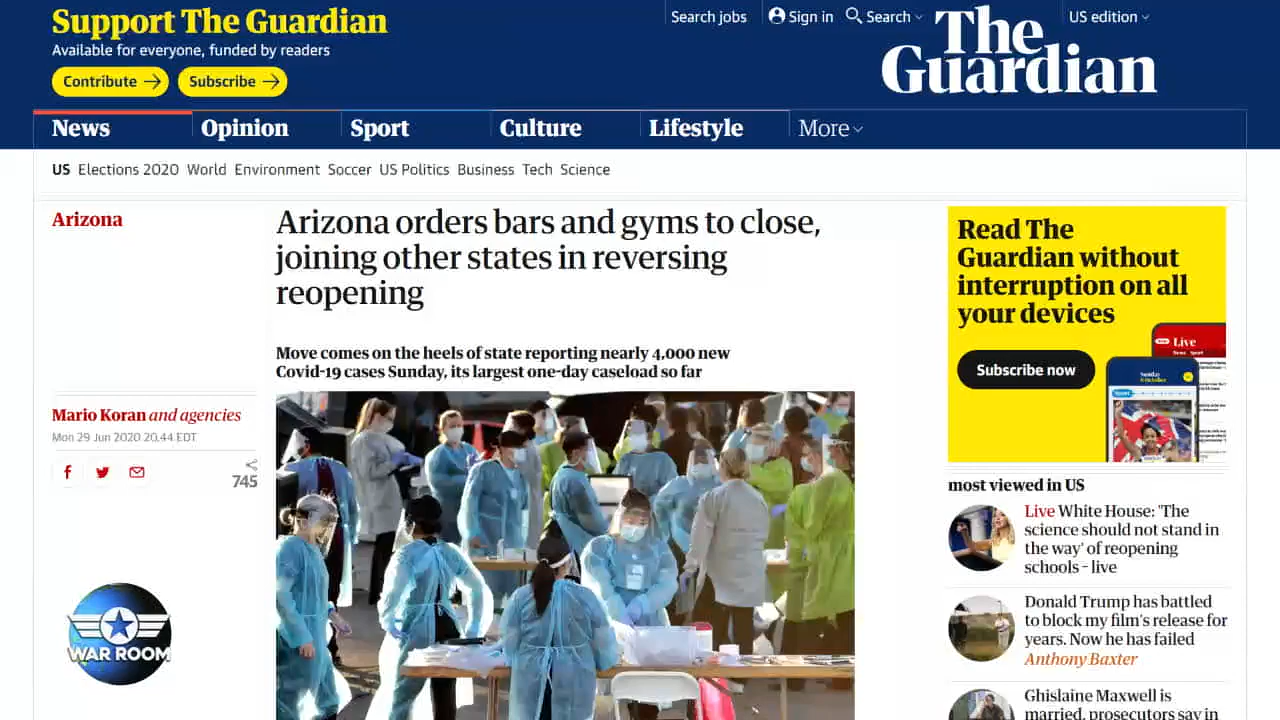 Support The Guardian
Available for everyone, funded by readers
Contribute
Subscribe
Search jobs
Sign in
Search
US edition
The
Guardian
News
Opinion
Sport
Culture
Lifestyle
More
US Elections 2020 World Environment Soccer US Politics Business Tech Science
Arizona
Arizona orders bars and gyms to close,
joining other states in reversing
reopening
Move comes on the heels of state reporting nearly 4,000 new
Covid-19 cases Sunday, its largest one-day caseload so far
Mario Koran and agencies
Mon 29 Jun 2020 20.44 EDT
745
WAR ROOM
Read The
Guardian without
interruption on all
your devices
Subscribe now
Live
most viewed in US
Live White House: 'The
science should not stand in
the way' of reopening
schools – live
Donald Trump has battled
to block my film's release for
years. Now he has failed
Anthony Baxter
Ghislaine Maxwell is
married, prosecutors say in